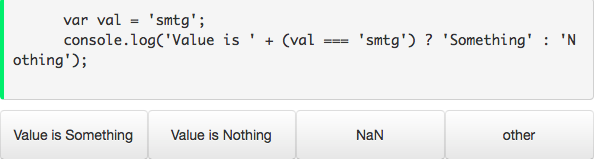 var val = 'smtg';
console.log('Value is ' + (val === 'smtg') ? 'Something' : 'N
othing');
Value is Something
Value is Nothing
NaN
other